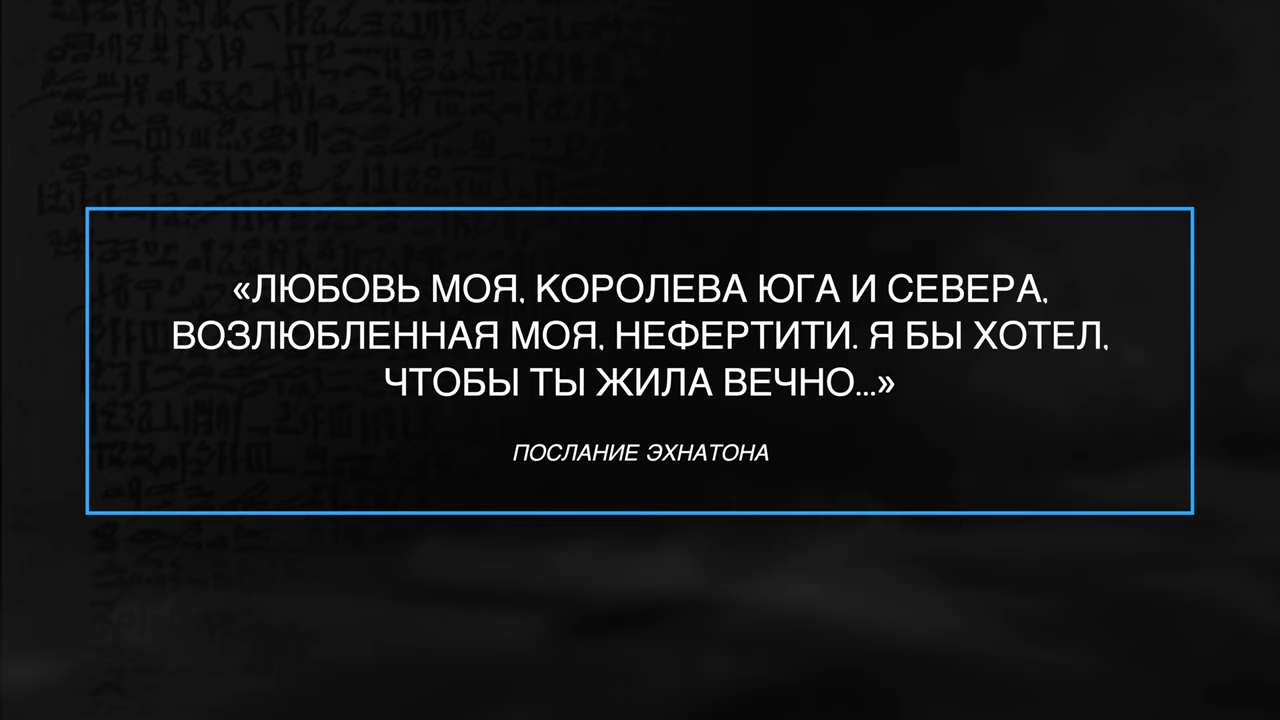 «ЛЮБОВЬ МОЯ, КОРОЛЕВА ЮГА И СЕВЕРА,
ВОЗЛЮБЛЕННАЯ МОЯ, НЕФЕРТИТИ. Я БЫ ХОТЕЛ,
ЧТОБЫ ТЫ ЖИЛА ВЕЧНО...»
ПОСЛАНИЕ ЭХНАТОНА